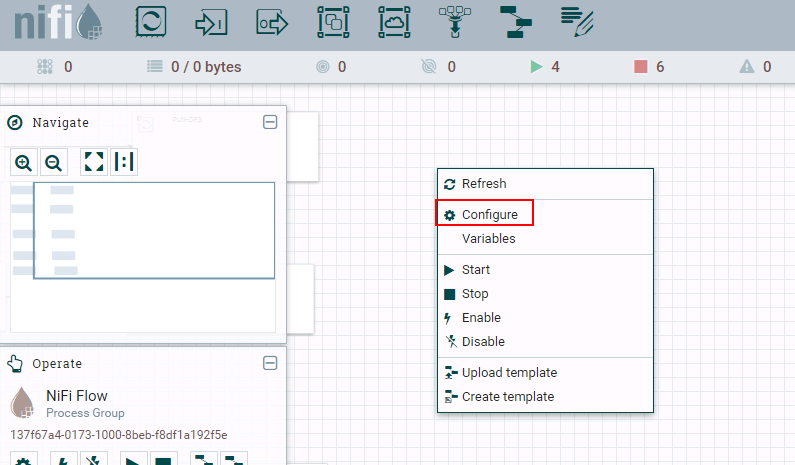 nifi
0
0 / 0 bytes
0
0
4
6
0
Navigate
Refresh
Configure
Variables
Start
Stop
Enable
Disable
Upload template
Create template
Operate
NiFi Flow
Process Group
137f67a4-0173-1000-8beb-f8df1a192f5e